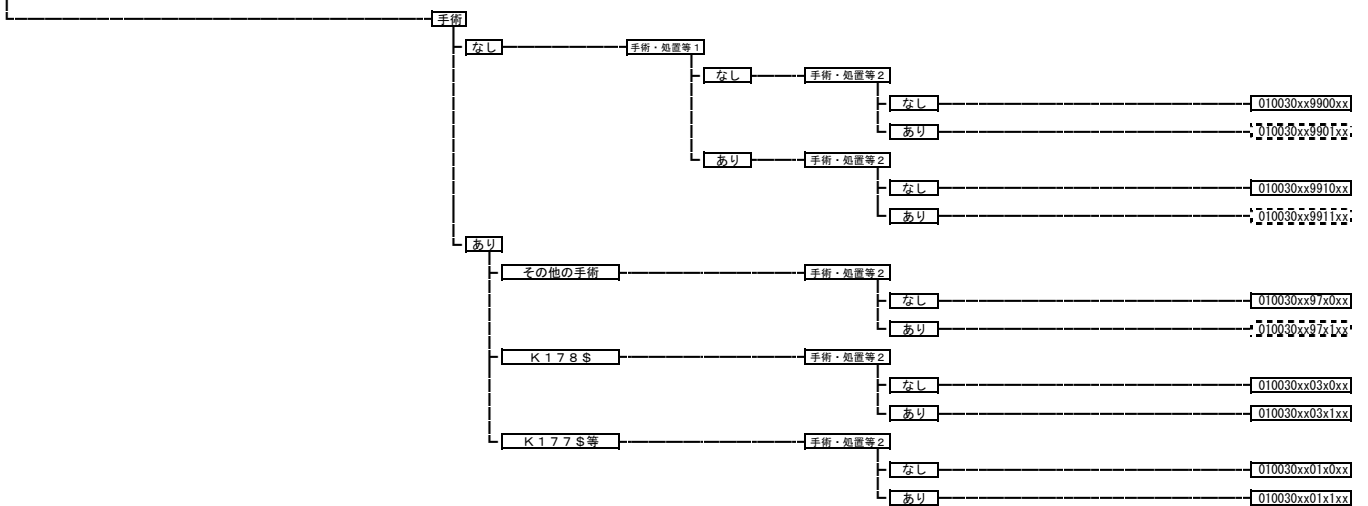 手術
なし 手術・処置等1
なし 手術・処置等2
なし 010030xx9900xx
あり 010030xx9901xx
あり 手術・処置等2
なし 010030xx9910xx
あり 010030xx9911xx
あり
その他の手術 手術・処置等2
なし 010030xx97x0xx
あり 010030xx97x1xx
K178$ 手術・処置等2
なし 010030xx03x0xx
あり 010030xx03x1xx
K177$等 手術・処置等2
なし 010030xx01x0xx
あり 010030xx01x1xx